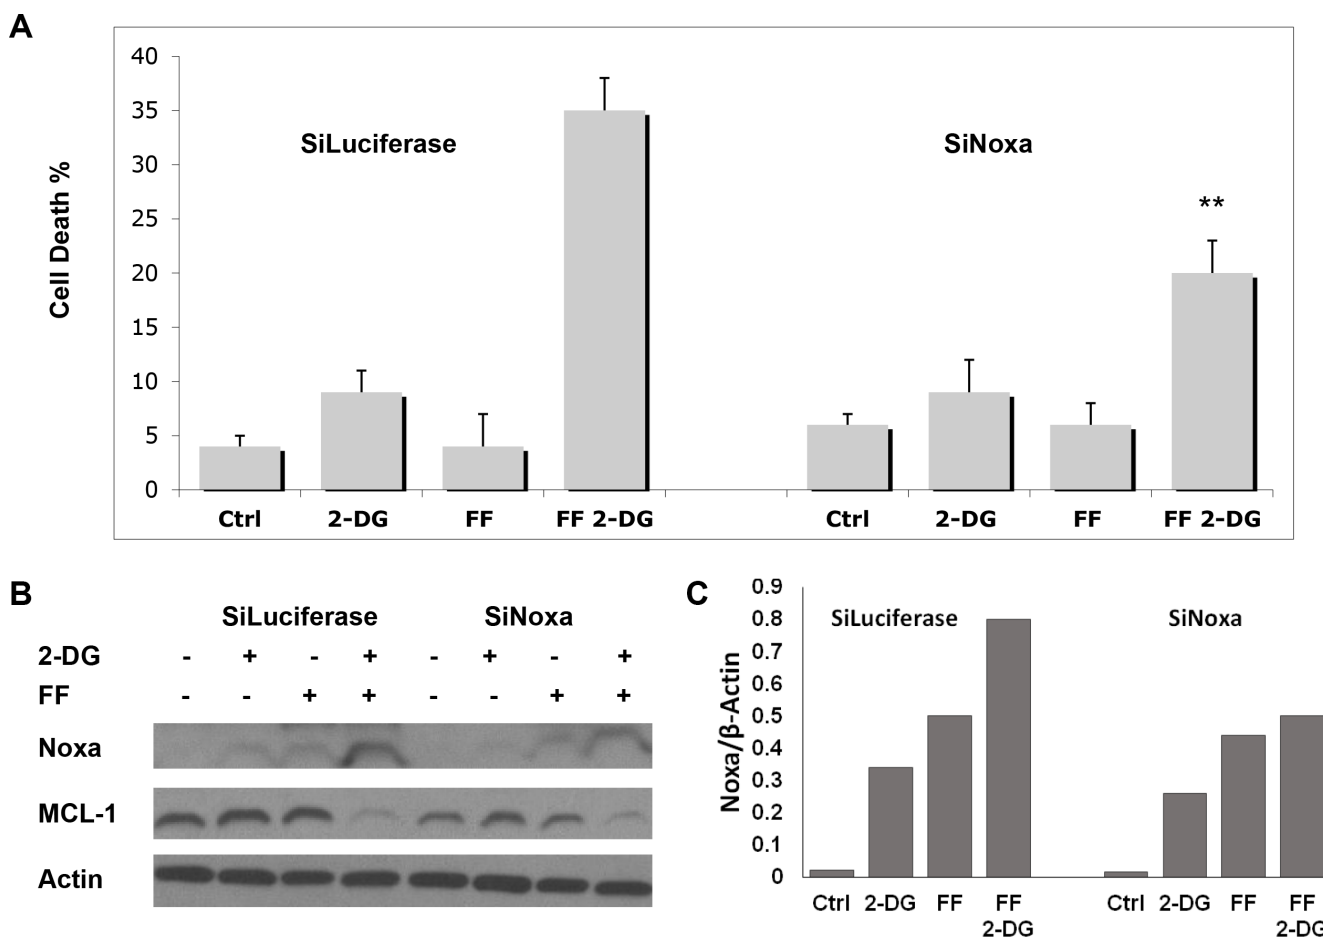 A
40
35
30
25
20
15
10
5
0
Cell Death %
SiLuciferase
SiNoxa
**
Ctrl 2-DG FF FF 2-DG Ctrl 2-DG FF FF 2-DG
B
SiLuciferase SiNoxa
2-DG - + - + - + - +
FF - - + + - - + +
Noxa
MCL-1
Actin
C
0.9
0.8
0.7
0.6
0.5
0.4
0.3
0.2
0.1
0
Noxa/β-Actin
SiLuciferase
SiNoxa
Ctrl 2-DG FF FF Ctrl 2-DG FF FF
2-DG 2-DG